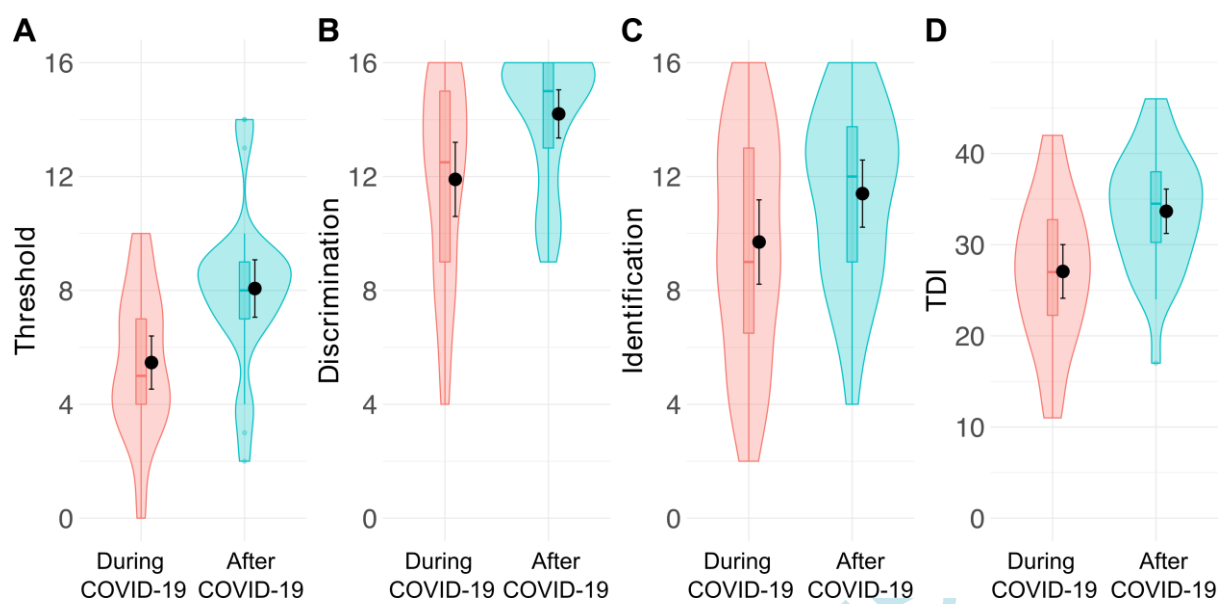 A
B
C
D
Threshold
16
12
8
4
0
During
COVID-19
After
COVID-19
Discrimination
16
12
8
4
0
During
COVID-19
After
COVID-19
Identification
16
12
8
4
0
During
COVID-19
After
COVID-19
TDI
40
30
20
10
0
During
COVID-19
After
COVID-19